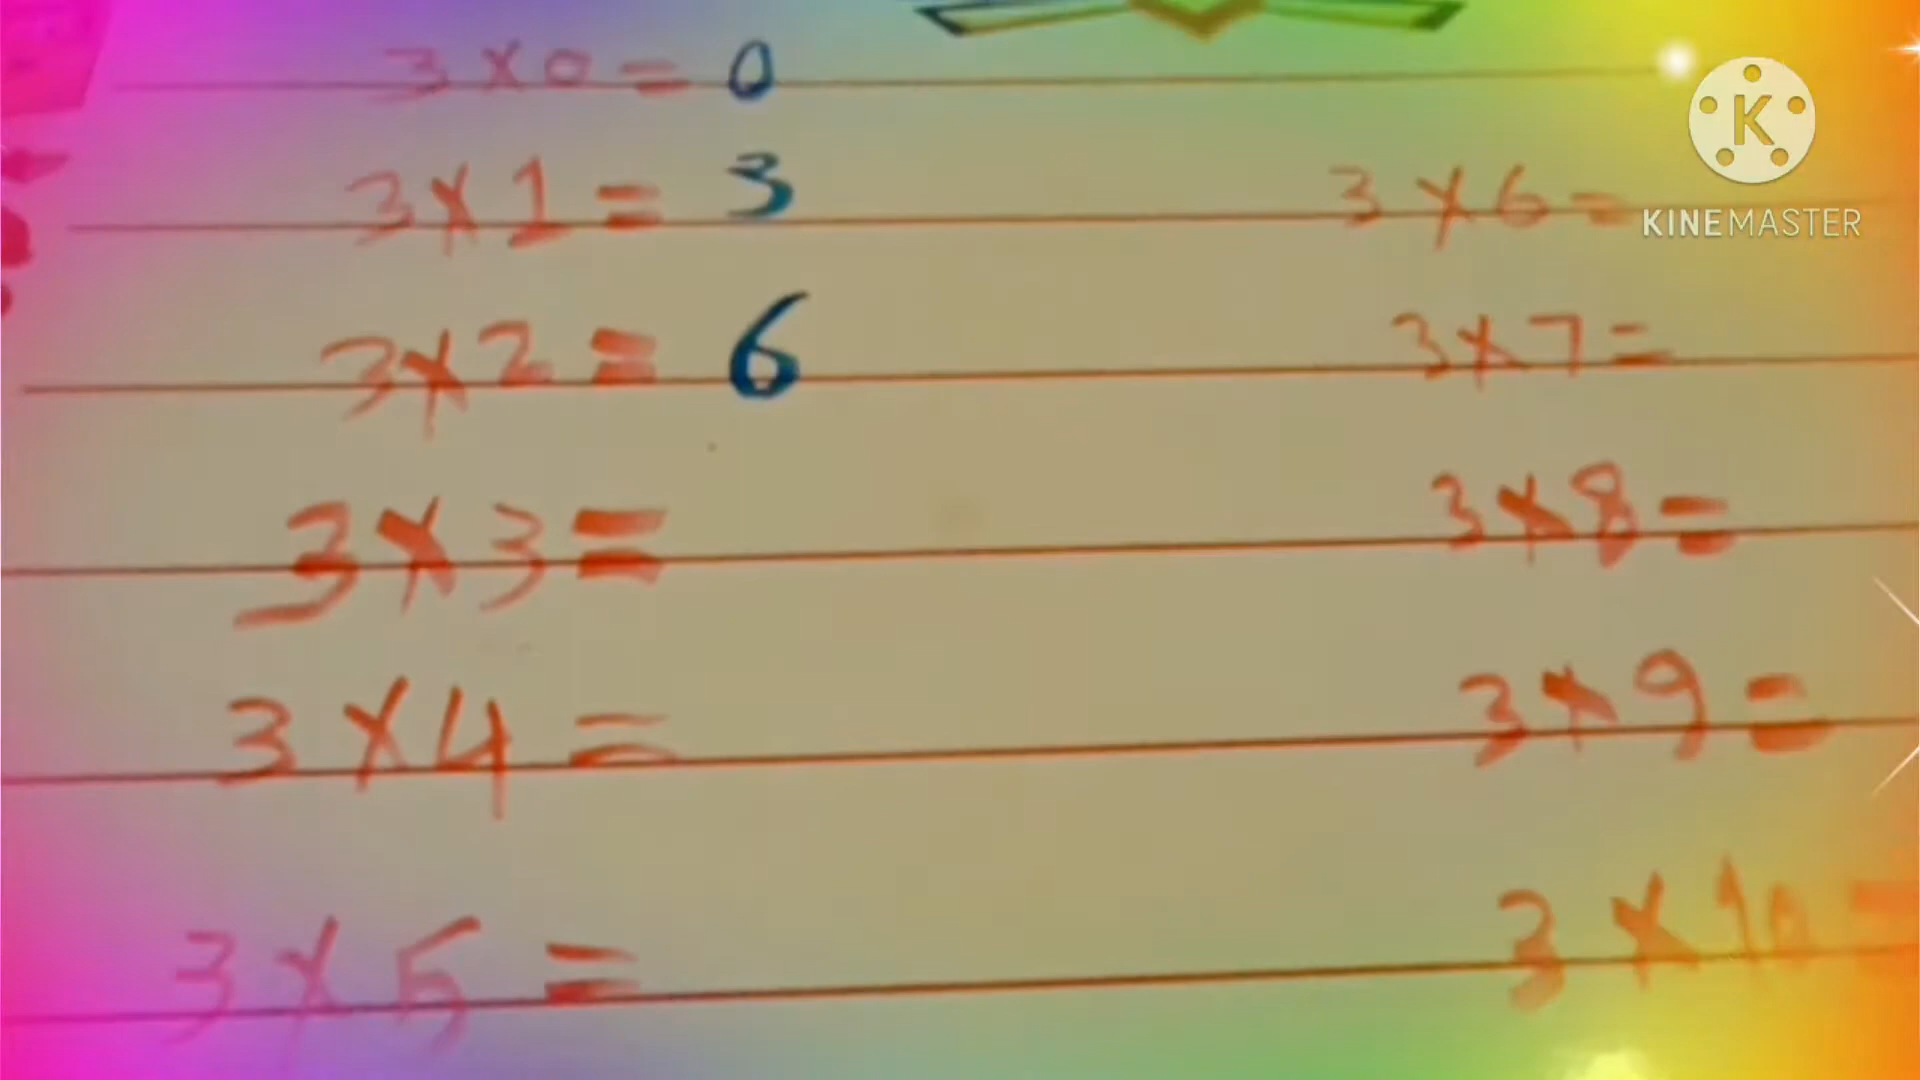 3 x 0 = 0
3 x 1 = 3
3 x 2 = 6
3 x 3 =
3 x 4 =
3 x 5 =
3 x 6 =
3 x 7 =
3 x 8 =
3 x 9 =
3 x 10 =
K
KINEMASTER